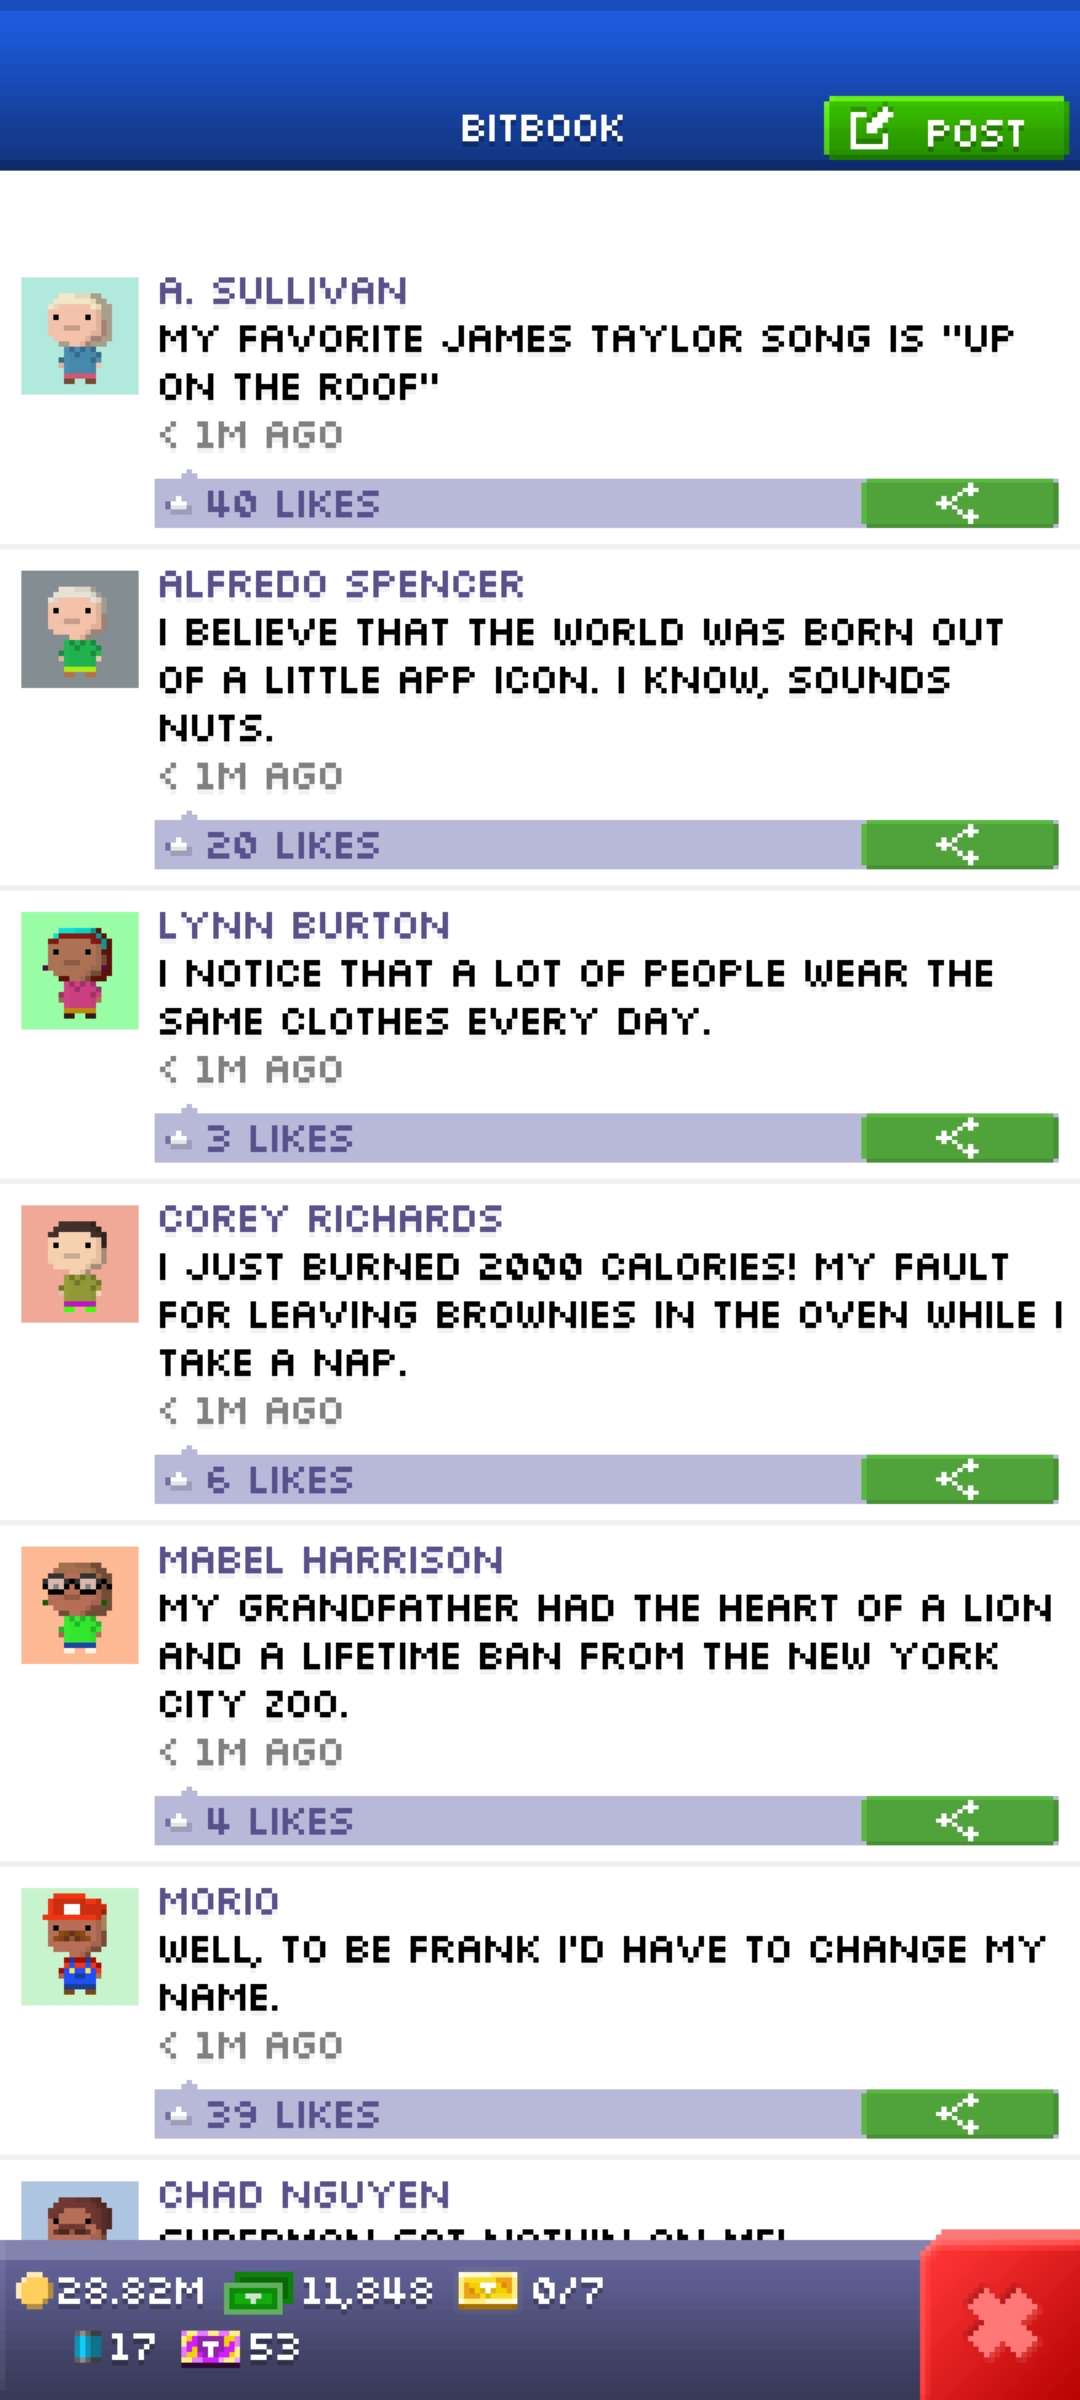 BITBOOK
POST
A. SULLIVAN
MY FAVORITE JAMES TAYLOR SONG IS "UP
ON THE ROOF"
< 1M AGO
40 LIKES
ALFREDO SPENCER
I BELIEVE THAT THE WORLD WAS BORN OUT
OF A LITTLE APP ICON. I KNOW, SOUNDS
NUTS.
< 1M AGO
20 LIKES
LYNN BURTON
I NOTICE THAT A LOT OF PEOPLE WEAR THE
SAME CLOTHES EVERY DAY.
< 1M AGO
3 LIKES
COREY RICHARDS
I JUST BURNED 2000 CALORIES! MY FAULT
FOR LEAVING BROWNIES IN THE OVEN WHILE I
TAKE A NAP.
< 1M AGO
6 LIKES
MABEL HARRISON
MY GRANDFATHER HAD THE HEART OF A LION
AND A LIFETIME BAN FROM THE NEW YORK
CITY ZOO.
< 1M AGO
4 LIKES
MORIO
WELL, TO BE FRANK I'D HAVE TO CHANGE MY
NAME.
< 1M AGO
39 LIKES
CHAD NGUYEN
SUPERMAN GOT NOTHIN ON ME!
28.82M 11,848 0/7
17 53